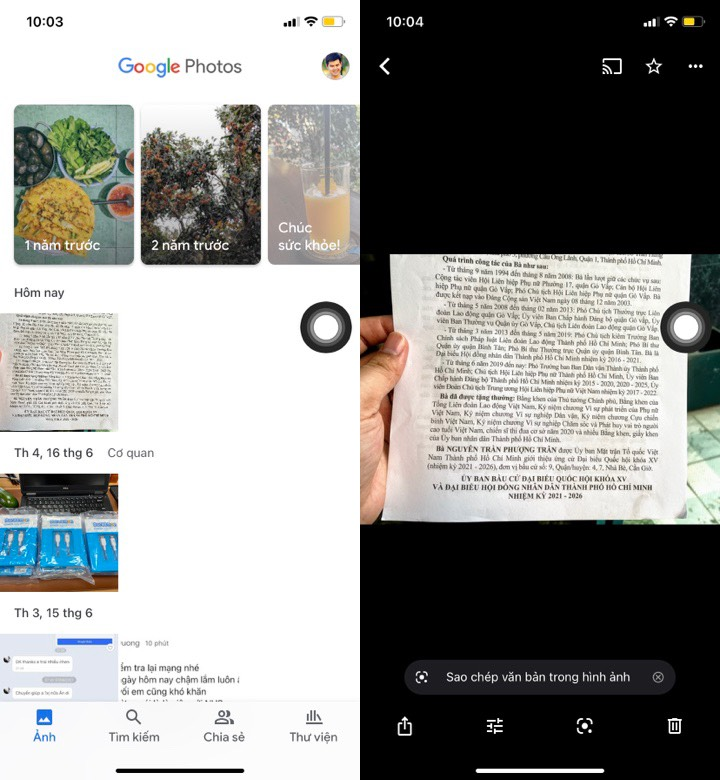 10:03
Google Photos
1 năm trước
2 năm trước
Chúc
sức khỏe!
Hôm nay
Th 4, 16 thg 6 Cơ quan
Th 3, 15 thg 6
uong 10 phút
ểm tra lại mạng nhé
gày hôm nay chậm lắm luôn
ối em cũng khó khăn
Ảnh
Tìm kiếm
Chia sẻ
Thư viện
10:04
phường Cầu Ông Lãnh, Quận 1, Thành phố Hồ Chí Minh.
Quá trình công tác của Bà như sau:
- Từ tháng 9 năm 1994 đến tháng 8 năm 2008: Bà lần lượt giữ các chức vụ sau:
Cộng tác viên Hội Liên hiệp Phụ nữ Phường 17, quận Gò Vấp; Cán bộ Hội Liên
hiệp Phụ nữ quận Gò Vấp; Phó Chủ tịch Hội Liên hiệp Phụ nữ quận Gò Vấp. Bà
được kết nạp vào Đảng Cộng sản Việt Nam ngày 08 tháng 12 năm 2003.
- Từ tháng 5 năm 2008 đến tháng 02 năm 2013: Phó Chủ tịch Thường trực Liên
đoàn Lao động quận Gò Vấp; Ủy viên Ban Chấp hành Đảng bộ quận Gò Vấp, Ủy
viên Ban Thường vụ Quận ủy Gò Vấp, Chủ tịch Liên đoàn Lao động quận Gò Vấp.
- Từ tháng 3 năm 2013 đến tháng 5 năm 2019: Phó Chủ tịch kiêm Trưởng Ban
Chính sách Pháp luật Liên đoàn Lao động Thành phố Hồ Chí Minh; Phó Bí thư
Quận ủy quận Bình Tân; Phó Bí thư Thường trực Quận ủy quận Bình Tân. Bà là
Đại biểu Hội đồng nhân dân Thành phố Hồ Chí Minh nhiệm kỳ 2016 - 2021.
- Từ tháng 6 năm 2019 đến nay: Phó Trưởng ban Ban Dân vận Thành ủy Thành phố
Hồ Chí Minh; Chủ tịch Hội Liên hiệp Phụ nữ Thành phố Hồ Chí Minh, Ủy viên Ban
Chấp hành Đảng bộ Thành phố Hồ Chí Minh nhiệm kỳ 2015 - 2020, 2020 - 2025, Ủy
viên Đoàn Chủ tịch Trung ương Hội Liên hiệp Phụ nữ Việt Nam nhiệm kỳ 2017 - 2022.
Bà đã được tặng thưởng: Bằng khen của Thủ tướng Chính phủ, Bằng khen của
Tổng Liên đoàn Lao động Việt Nam, Kỷ niệm chương Vì sự phát triển của Phụ nữ
Việt Nam, Kỷ niệm chương Vì sự nghiệp Dân vận, Kỷ niệm chương Cựu chiến
binh Việt Nam, Kỷ niệm chương Vì sự nghiệp Chăm sóc và Phát huy vai trò người
cao tuổi Việt Nam, chiến sĩ thi đua cơ sở năm 2020 và nhiều Bằng khen, giấy khen
của Ủy ban nhân dân Thành phố Hồ Chí Minh.
Bà NGUYỄN TRẦN PHƯỢNG TRÂN được Ủy ban Mặt trận Tổ quốc Việt
Nam Thành phố Hồ Chí Minh giới thiệu ứng cử Đại biểu Quốc hội khóa XV
(nhiệm kỳ 2021 - 2026), đơn vị bầu cử số: 9, Quận/huyện: 4, 7, Nhà Bè, Cần Giờ.
ỦY BAN BẦU CỬ ĐẠI BIỂU QUỐC HỘI KHÓA XV
VÀ ĐẠI BIỂU HỘI ĐỒNG NHÂN DÂN THÀNH PHỐ HỒ CHÍ MINH
NHIỆM KỲ 2021 - 2026
Sao chép văn bản trong hình ảnh